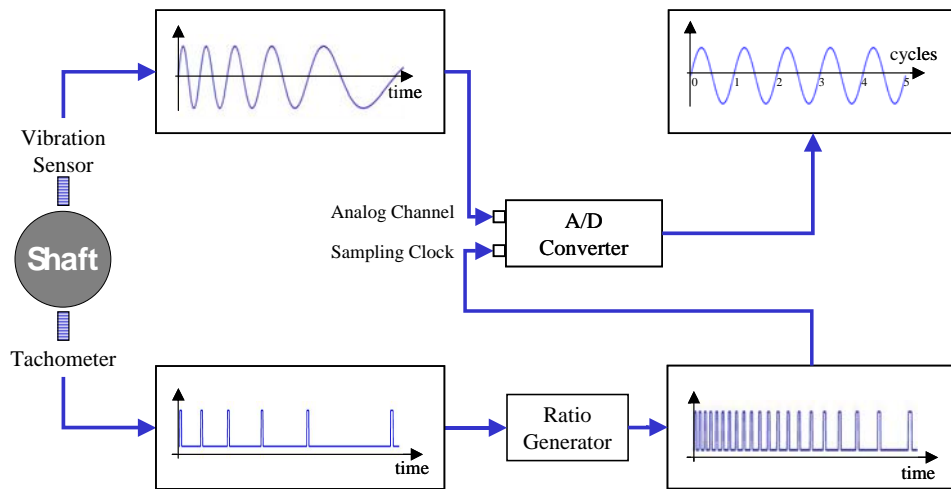 time
cycles
0 1 2 3 4 5
Vibration
Sensor
Analog Channel
Sampling Clock
A/D
Converter
Shaft
Tachometer
time
Ratio
Generator
time